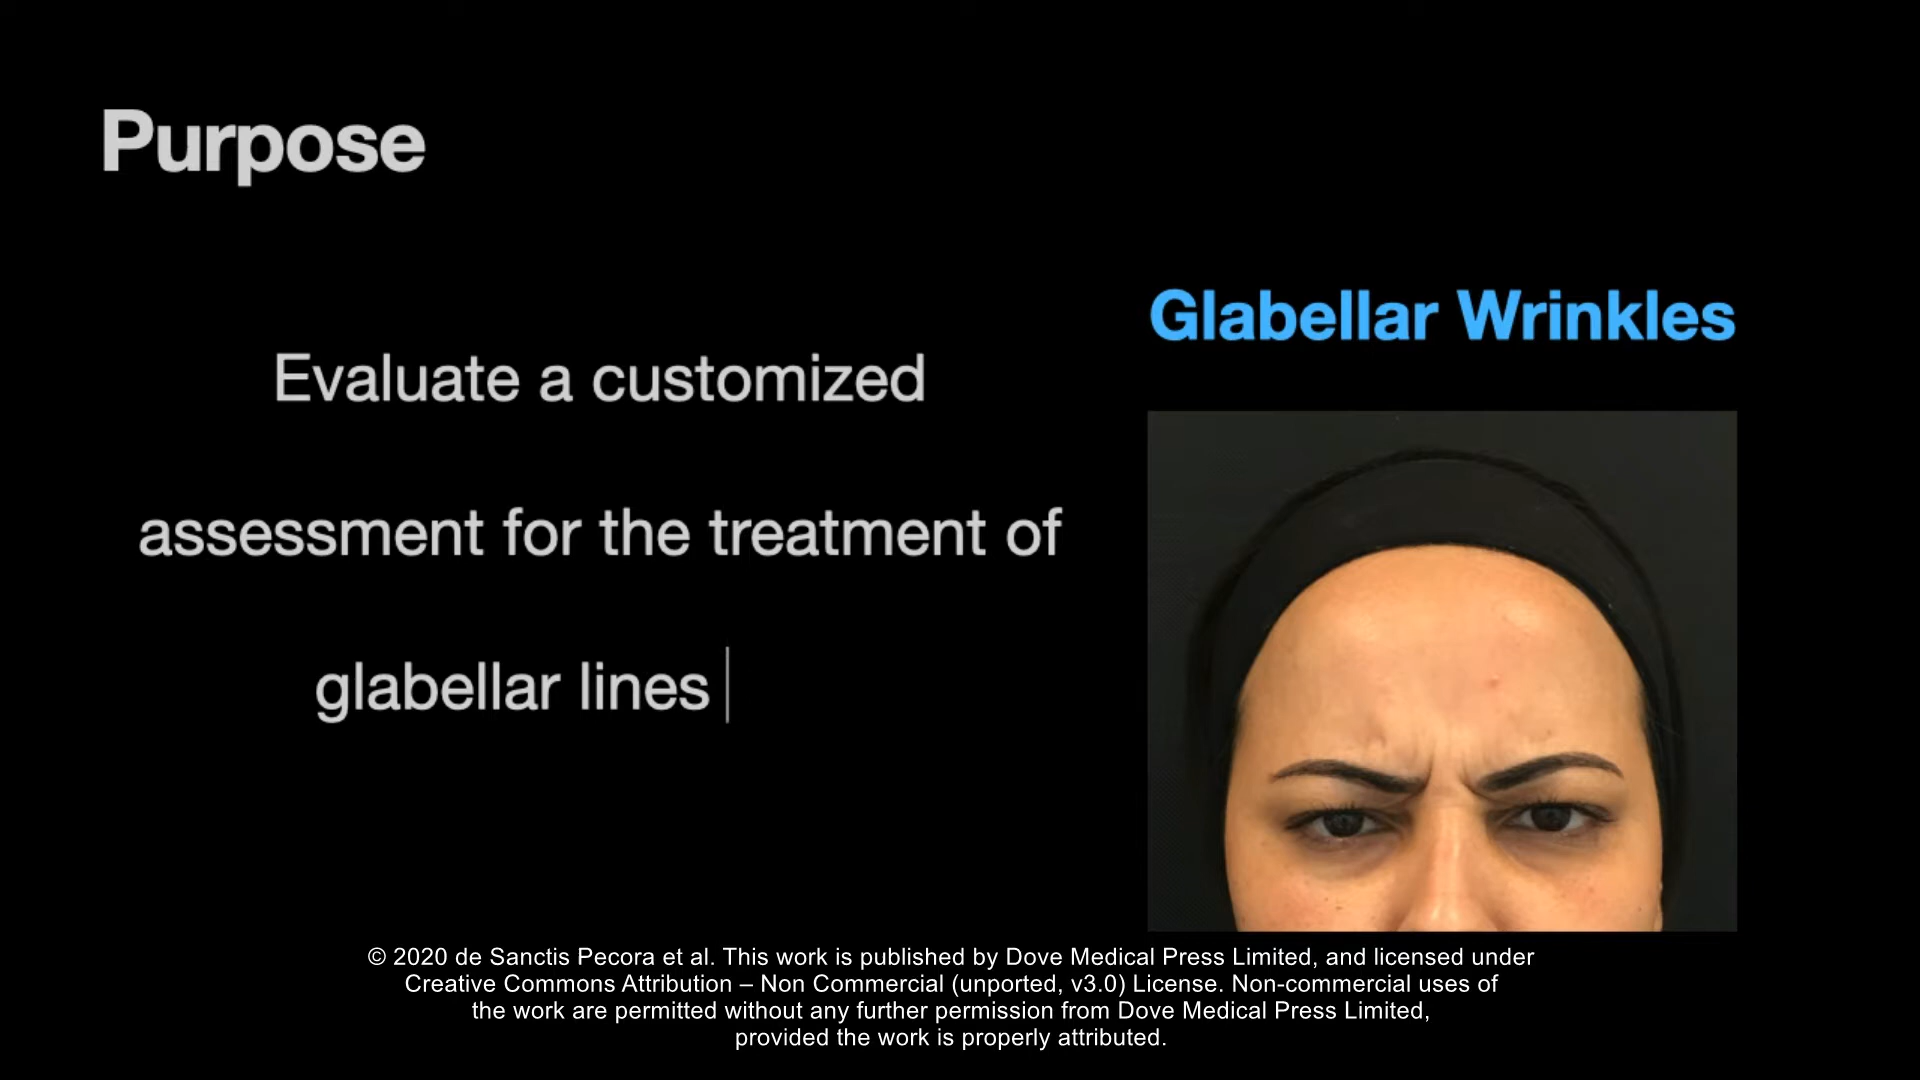 Purpose
Evaluate a customized
assessment for the treatment of
glabellar lines
Glabellar Wrinkles
© 2020 de Sanctis Pecora et al. This work is published by Dove Medical Press Limited, and licensed under
Creative Commons Attribution – Non Commercial (unported, v3.0) License. Non-commercial uses of
the work are permitted without any further permission from Dove Medical Press Limited,
provided the work is properly attributed.